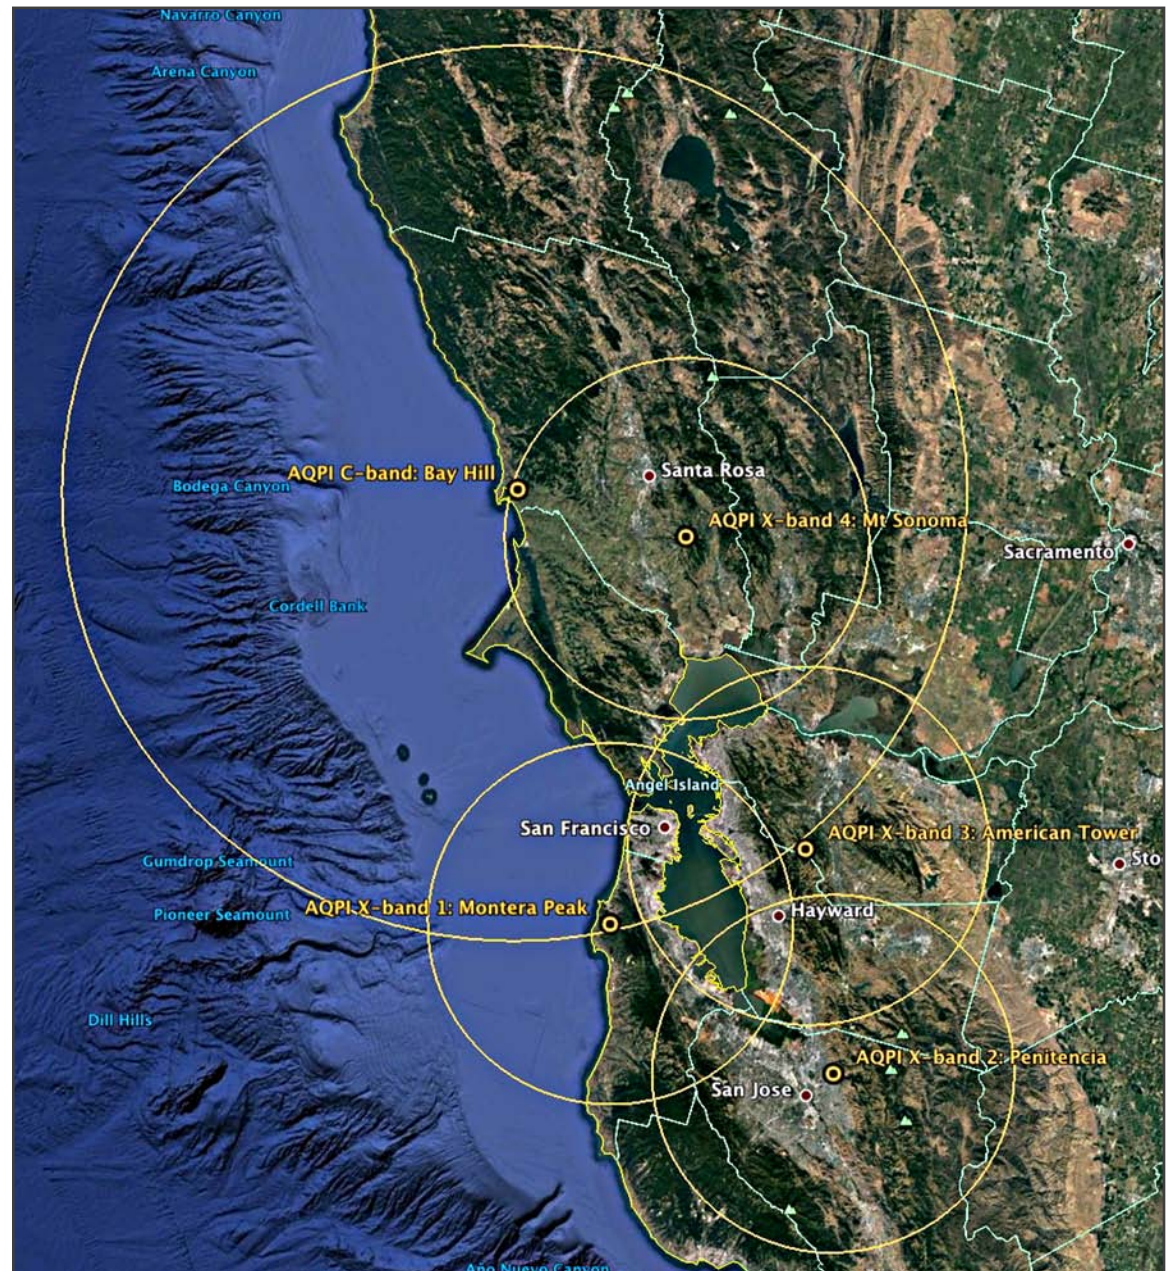 Navarro Canyon
Arena Canyon
AQPI C-band: Bay Hill
Santa Rosa
Bodega Canyon
AQPI X-band 4: Mt Sonoma
Sacramento
Cordell Bank
Angel Island
San Francisco
AQPI X-band 3: American Tower
Sto
Gumdrop Seamount
AQPI X-band 1: Montera Peak
Hayward
Pioneer Seamount
Dill Hills
AQPI X-band 2: Penitencia
San Jose
Año Nuevo Canyon